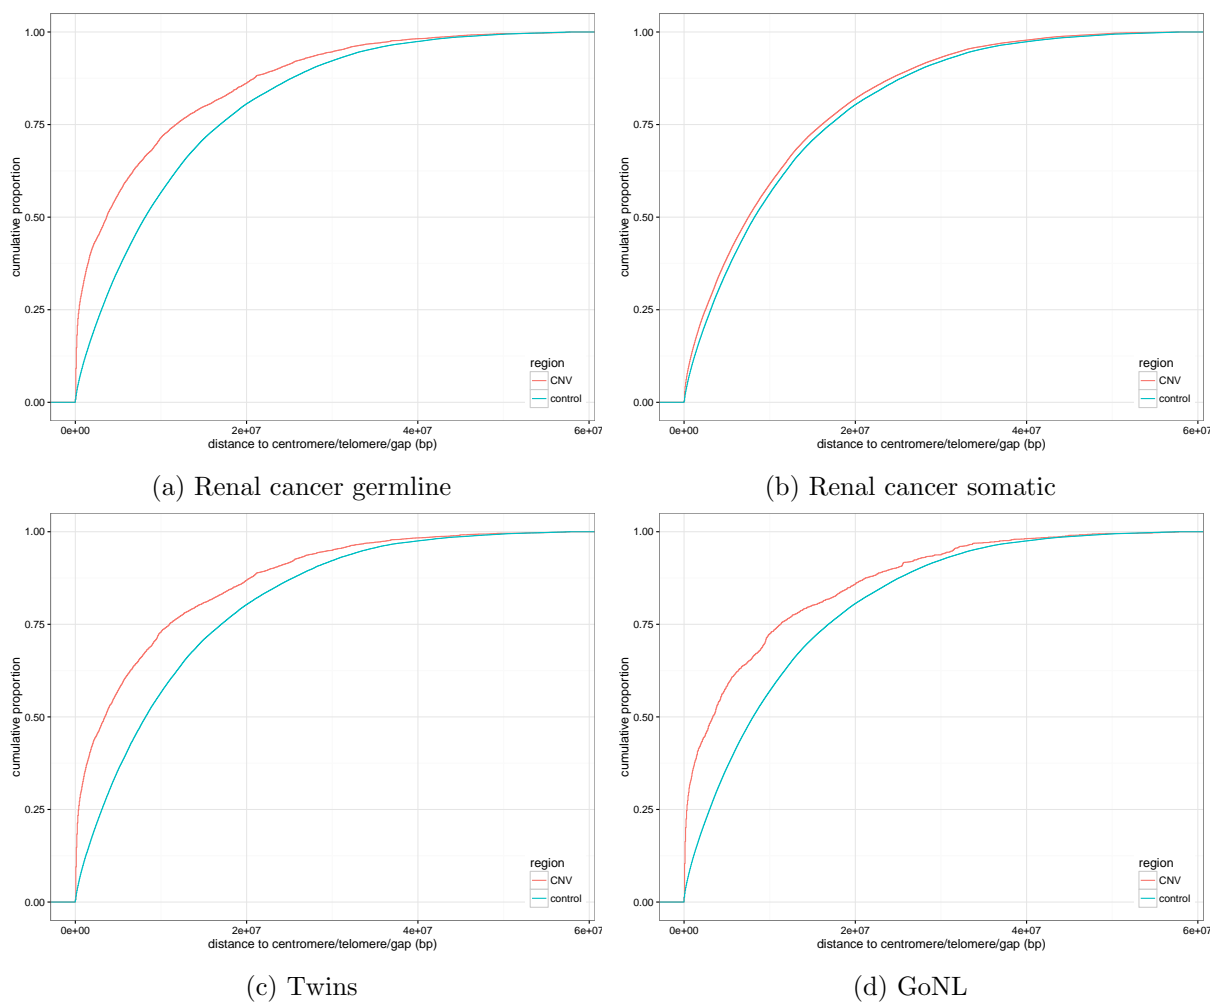 1.00
0.75
0.50
0.25
0.00
cumulative proportion
region
CNV
control
0e+00
2e+07
4e+07
6e+07
distance to centromere/telomere/gap (bp)
(a) Renal cancer germline
1.00
0.75
0.50
0.25
0.00
cumulative proportion
region
CNV
control
0e+00
2e+07
4e+07
6e+07
distance to centromere/telomere/gap (bp)
(b) Renal cancer somatic
1.00
0.75
0.50
0.25
0.00
cumulative proportion
region
CNV
control
0e+00
2e+07
4e+07
6e+07
distance to centromere/telomere/gap (bp)
(c) Twins
1.00
0.75
0.50
0.25
0.00
cumulative proportion
region
CNV
control
0e+00
2e+07
4e+07
6e+07
distance to centromere/telomere/gap (bp)
(d) GoNL